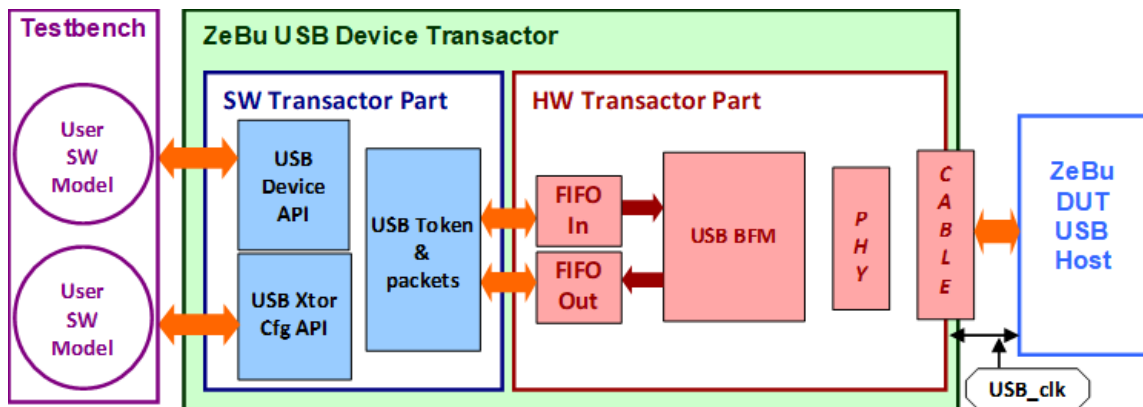 Testbench
ZeBu USB Device Transactor
SW Transactor Part
HW Transactor Part
User
SW
Model
User
SW
Model
USB
Device
API
USB Xtor
Cfg API
USB Token
&
packets
FIFO
In
FIFO
Out
USB BFM
P
H
Y
C
A
B
L
E
ZeBu
DUT
USB
Host
USB_clk